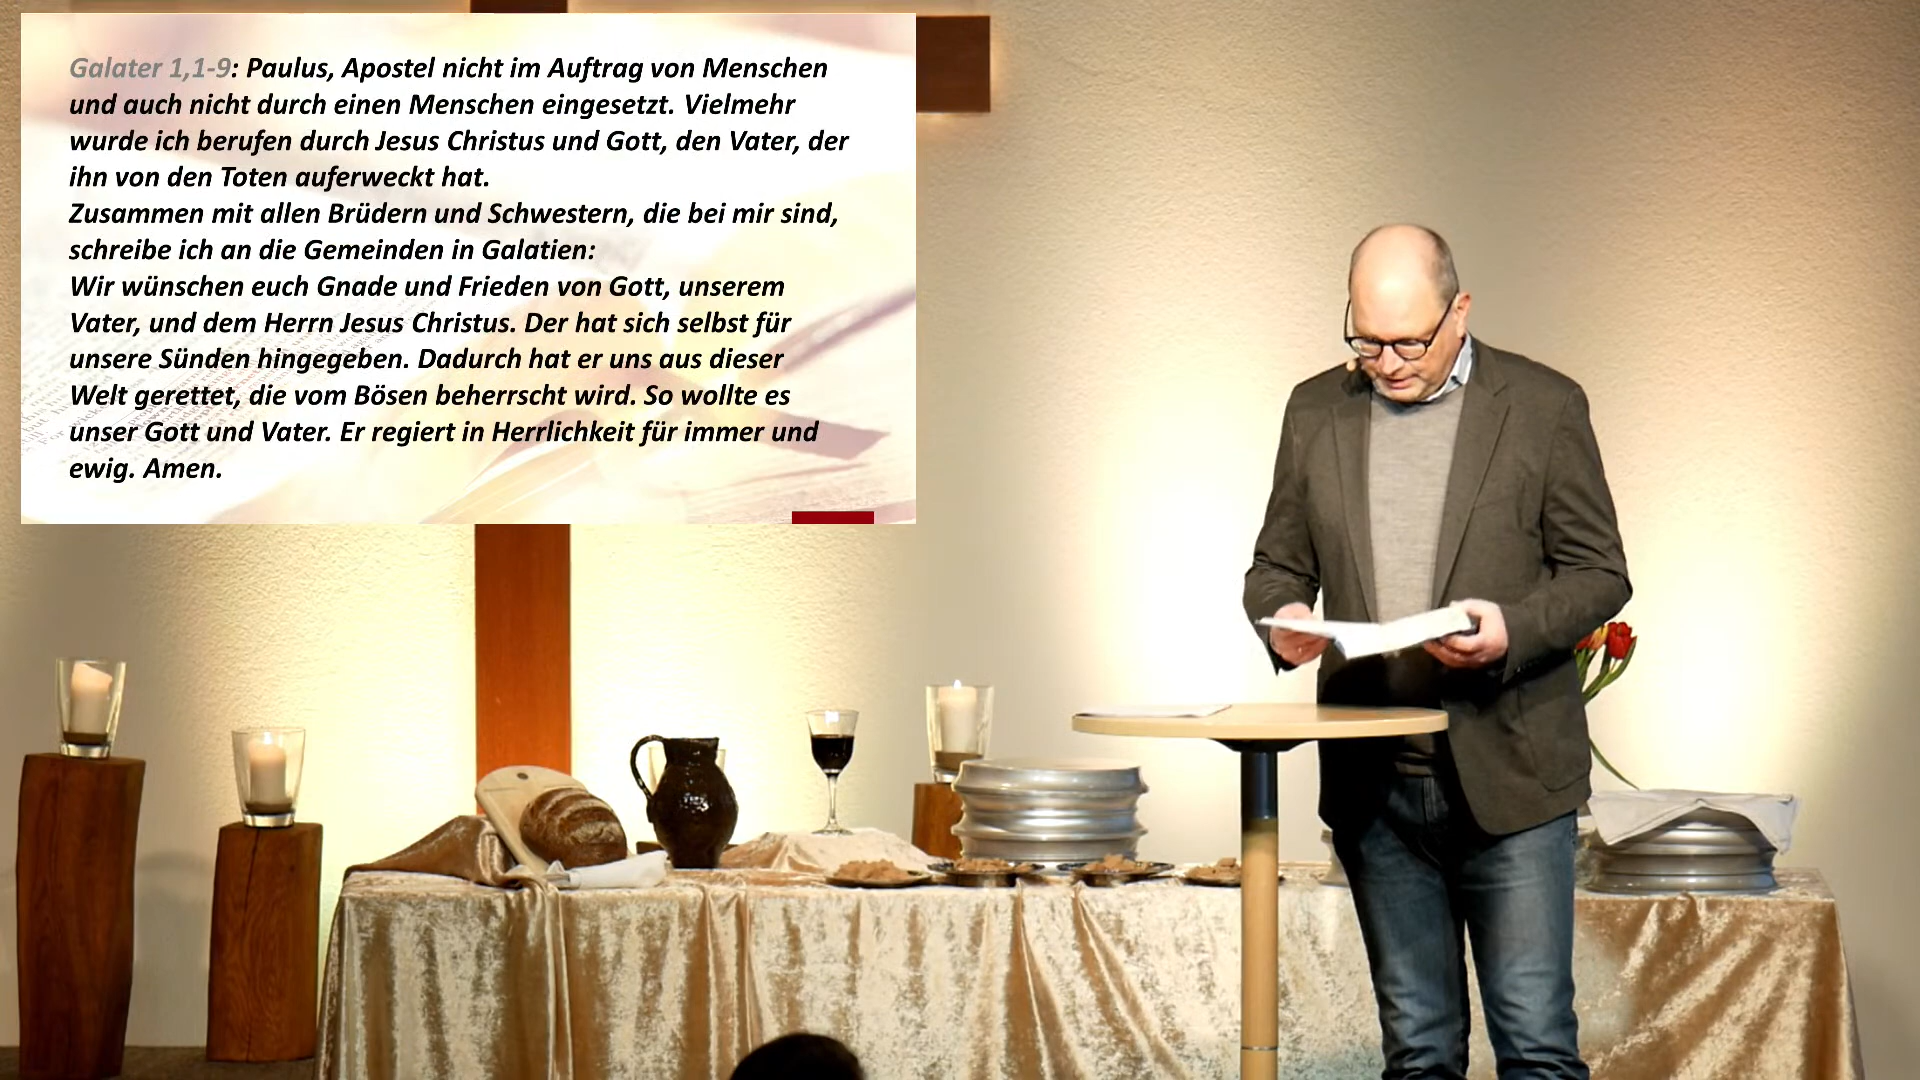 Galater 1,1-9: Paulus, Apostel nicht im Auftrag von Menschen
und auch nicht durch einen Menschen eingesetzt. Vielmehr
wurde ich berufen durch Jesus Christus und Gott, den Vater, der
ihn von den Toten auferweckt hat.
Zusammen mit allen Brüdern und Schwestern, die bei mir sind,
schreibe ich an die Gemeinden in Galatien:
Wir wünschen euch Gnade und Frieden von Gott, unserem
Vater, und dem Herrn Jesus Christus. Der hat sich selbst für
unsere Sünden hingegeben. Dadurch hat er uns aus dieser
Welt gerettet, die vom Bösen beherrscht wird. So wollte es
unser Gott und Vater. Er regiert in Herrlichkeit für immer und
ewig. Amen.